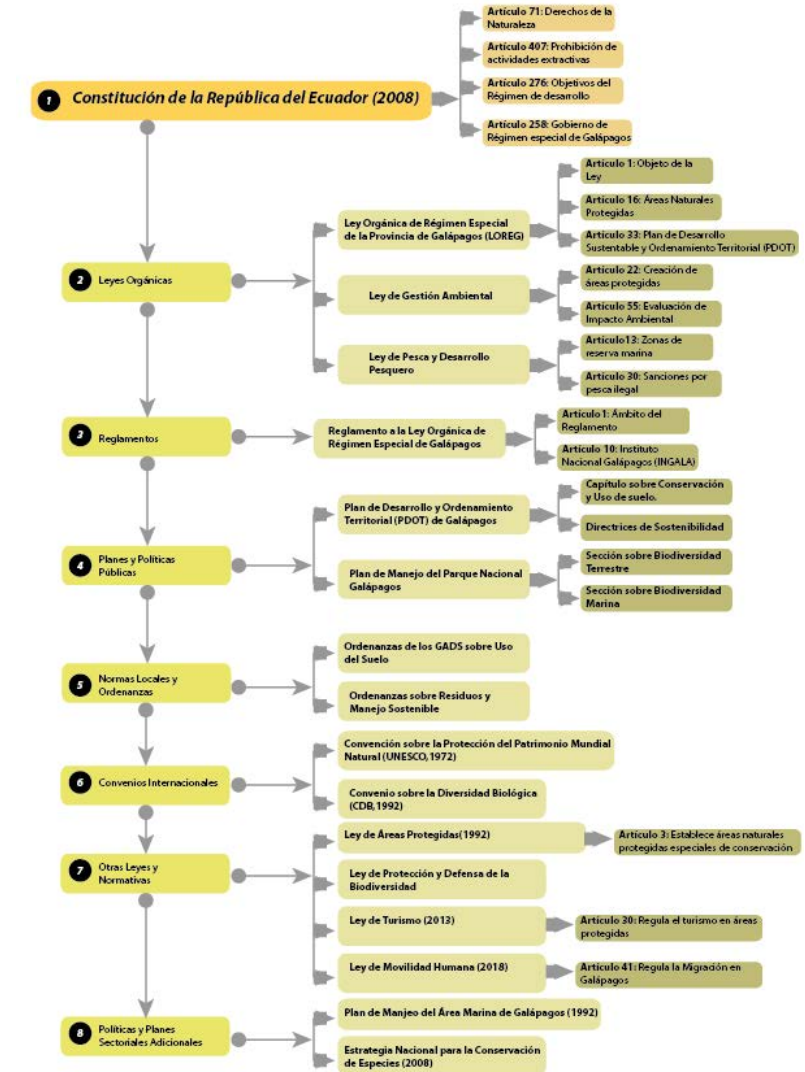 Artículo 71: Derechos de la
Naturaleza
Artículo 407: Prohibición de
actividades extractivas
1 Constitución de la República del Ecuador (2008)
Artículo 276: Objetivos del
Régimen de desarrollo
Artículo 258: Gobierno de
Régimen especial de Galápagos
2 Leyes Orgánicas
Ley Orgánica de Régimen Especial
de la Provincia de Galápagos (LOREG)
Artículo 1: Objeto de la
Ley
Artículo 16: Áreas Naturales
Protegidas
Artículo 33: Plan de Desarrollo
Sustentable y Ordenamiento Territorial (PDOT)
Ley de Gestión Ambiental
Artículo 22: Creación de
áreas protegidas
Artículo 55: Evaluación de
Impacto Ambiental
Ley de Pesca y Desarrollo
Pesquero
Artículo13: Zonas de
reserva marina
Artículo 30: Sanciones por
pesca ilegal
3 Reglamentos
Reglamento a la Ley Orgánica de
Régimen Especial de Galápagos
Artículo 1: Ámbito del
Reglamento
Artículo 10: Instituto
Nacional Galápagos (INGALA)
4 Planes y Políticas
Públicas
Plan de Desarrollo y Ordenamiento
Territorial (PDOT) de Galápagos
Capítulo sobre Conservación
y Uso de suelo.
Directrices de Sostenibilidad
Plan de Manejo del Parque Nacional
Galápagos
Sección sobre Biodiversidad
Terrestre
Sección sobre Biodiversidad
Marina
5 Normas Locales y
Ordenanzas
Ordenanzas de los GADS sobre Uso
del Suelo
Ordenanzas sobre Residuos y
Manejo Sostenible
6 Convenios Internacionales
Convención sobre la Protección del Patrimonio Mundial
Natural (UNESCO,1972)
Convenio sobre la Diversidad Biológica
(CDB,1992)
7 Otras Leyes y
Normativas
Ley de Áreas Protegidas(1992)
Artículo 3: Establece áreas naturales
protegidas especiales de conservación
Ley de Protección y Defensa de la
Biodiversidad
Ley de Turismo (2013)
Artículo 30: Regula el turismo en áreas
protegidas
Ley de Movilidad Humana (2018)
Artículo 41: Regula la Migración en
Galápagos
8 Políticas y Planes
Sectoriales Adicionales
Plan de Manjeo del Área Marina de Galápagos (1992)
Estrategia Nacional para la Conservación
de Especies (2008)